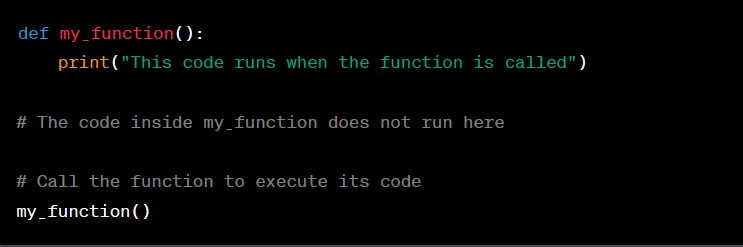 def my_function():
    print("This code runs when the function is called")
# The code inside my_function does not run here
# Call the function to execute its code
my_function()